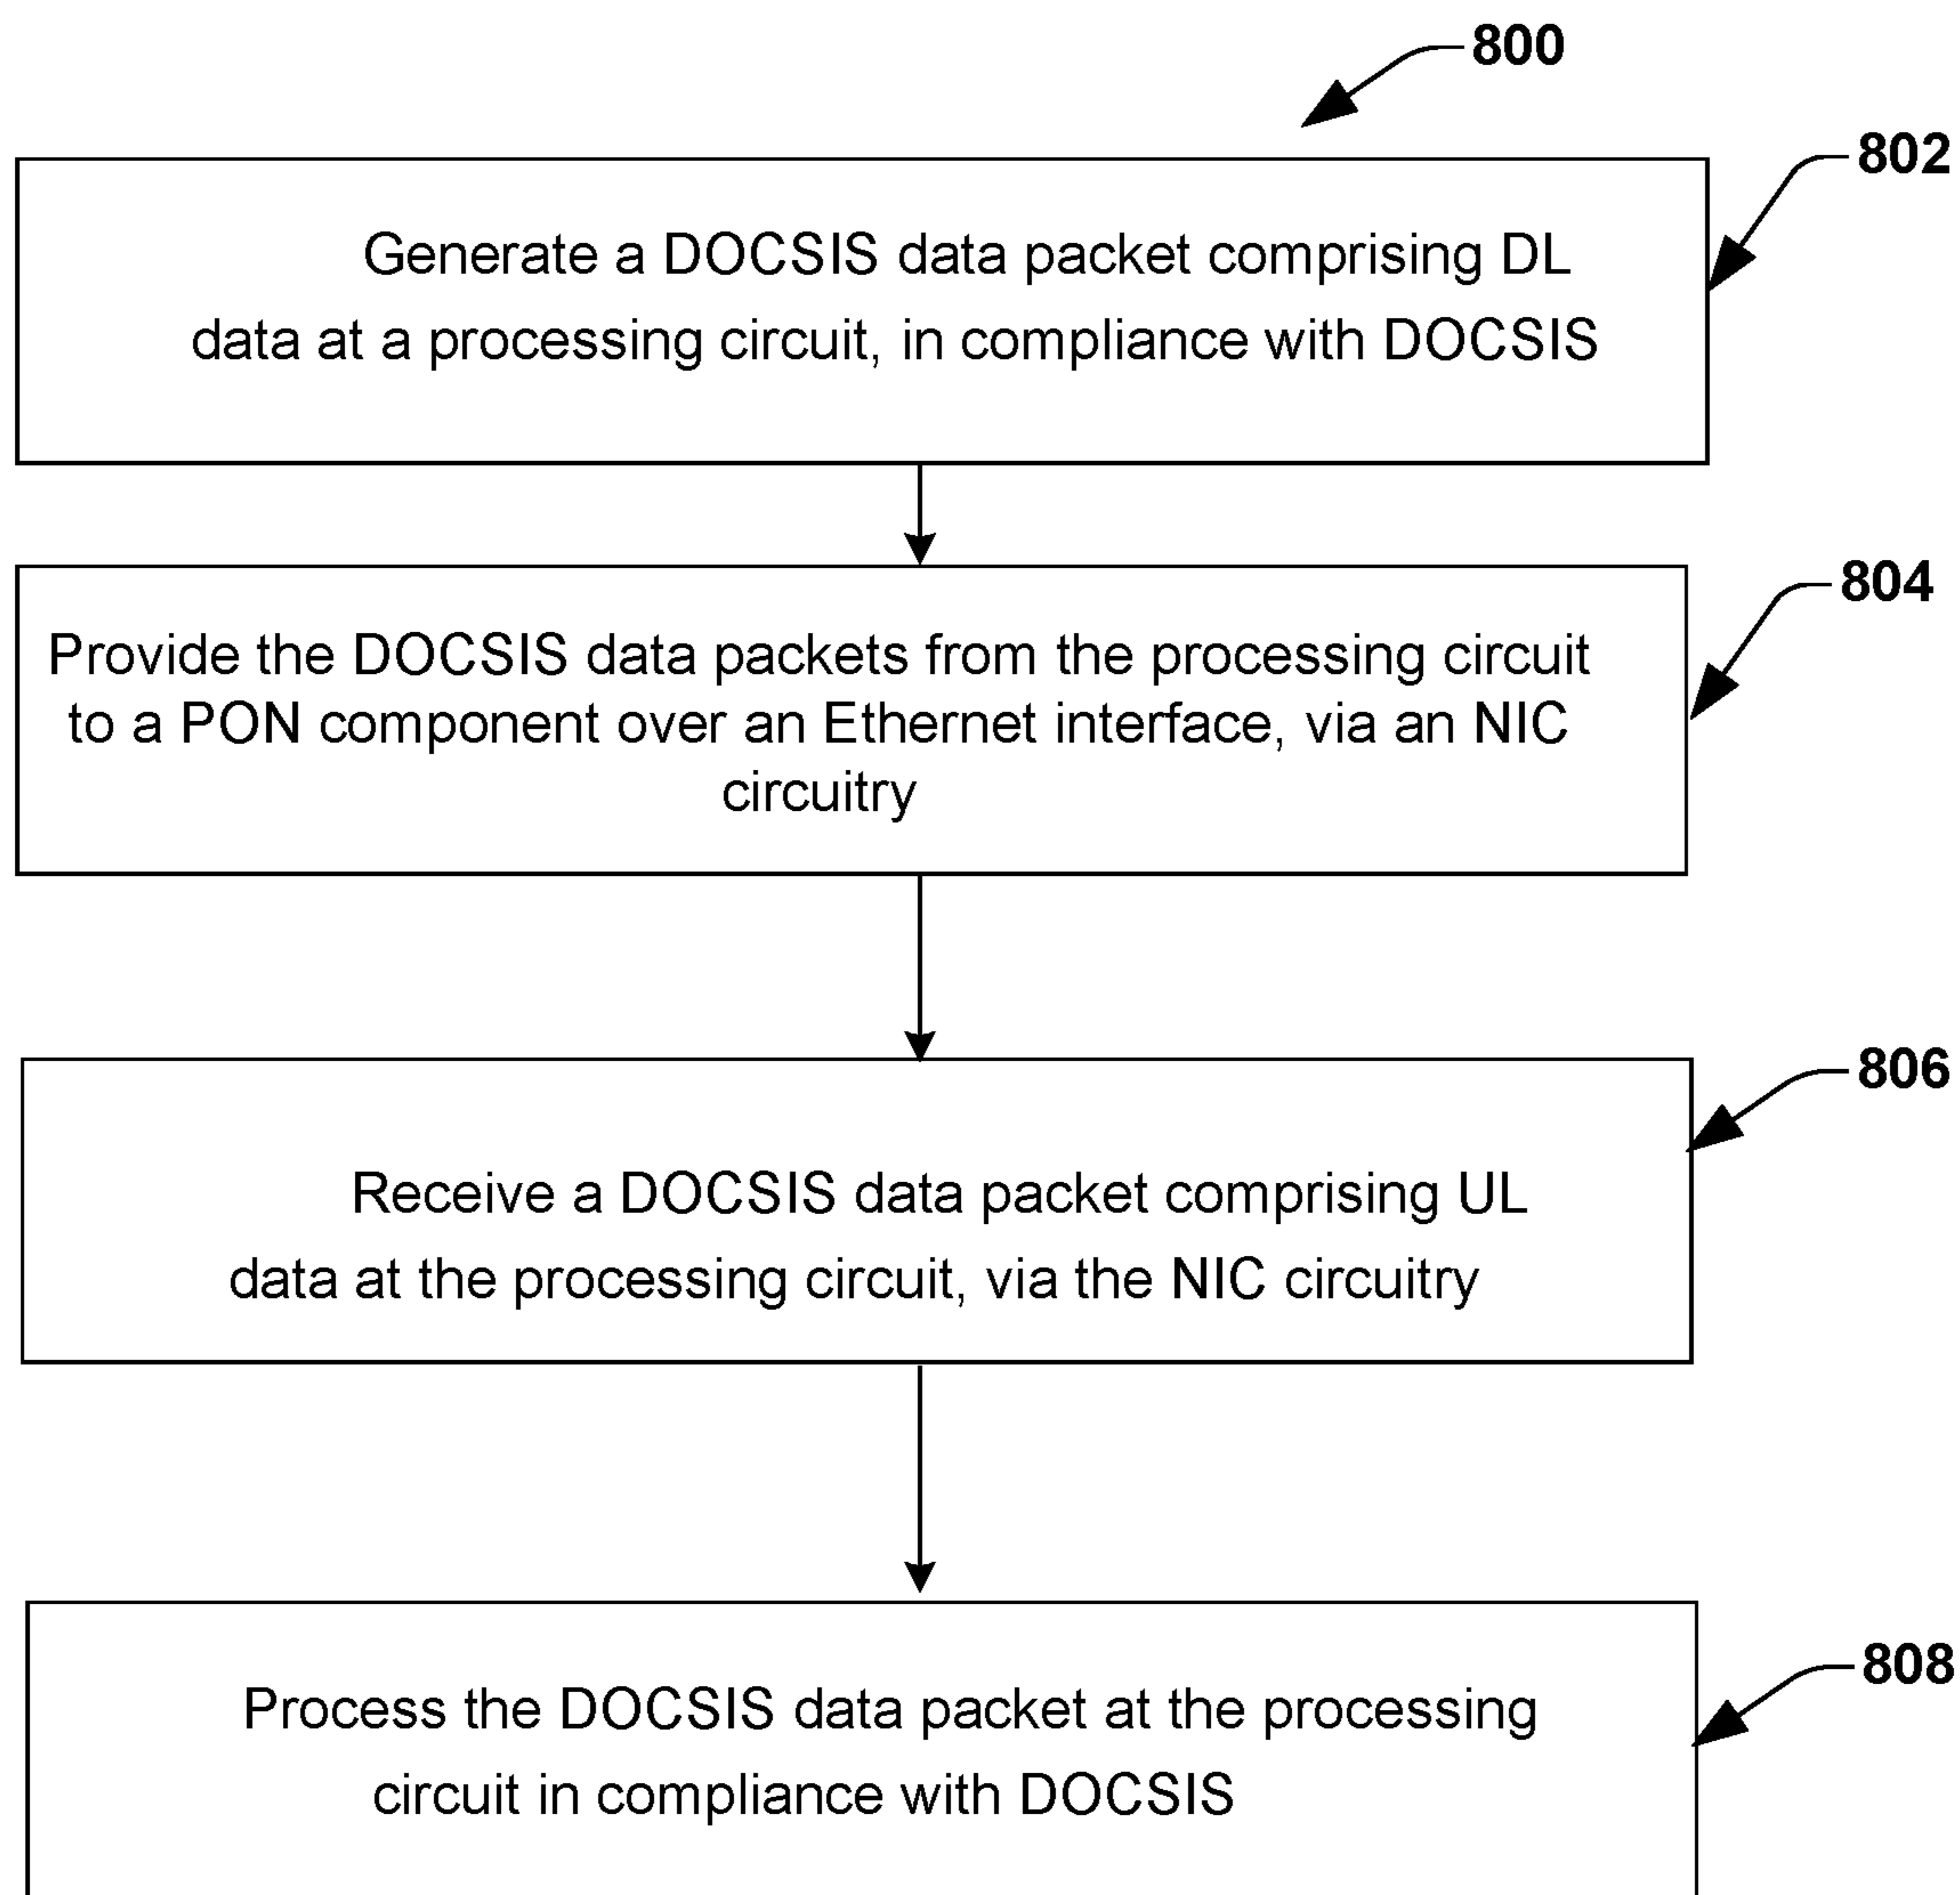 800
802
Generate a DOCSIS data packet comprising DL
data at a processing circuit, in compliance with DOCSIS
804
Provide the DOCSIS data packets from the processing circuit
to a PON component over an Ethernet interface, via an NIC
circuitry
806
Receive a DOCSIS data packet comprising UL
data at the processing circuit, via the NIC circuitry
808
Process the DOCSIS data packet at the processing
circuit in compliance with DOCSIS